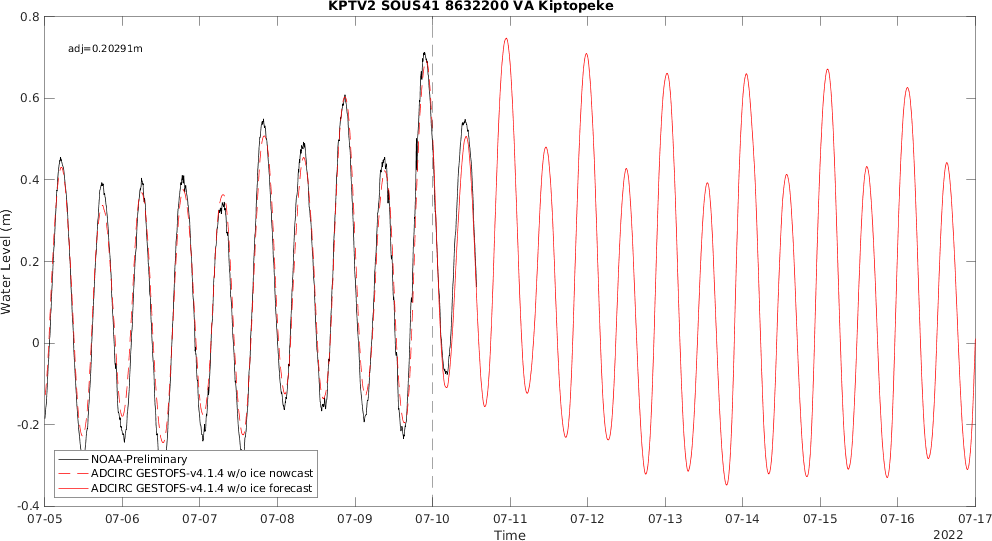 KPTV2 SOUS41 8632200 VA Kiptopeke
adj=0.20291m
Water Level (m)
0.8
0.6
0.4
0.2
0
-0.2
-0.4
NOAA-Preliminary
ADCIRC GESTOFS-v4.1.4 w/o ice nowcast
ADCIRC GESTOFS-v4.1.4 w/o ice forecast
07-05 07-06 07-07 07-08 07-09 07-10 07-11 07-12 07-13 07-14 07-15 07-16 07-17
Time
2022